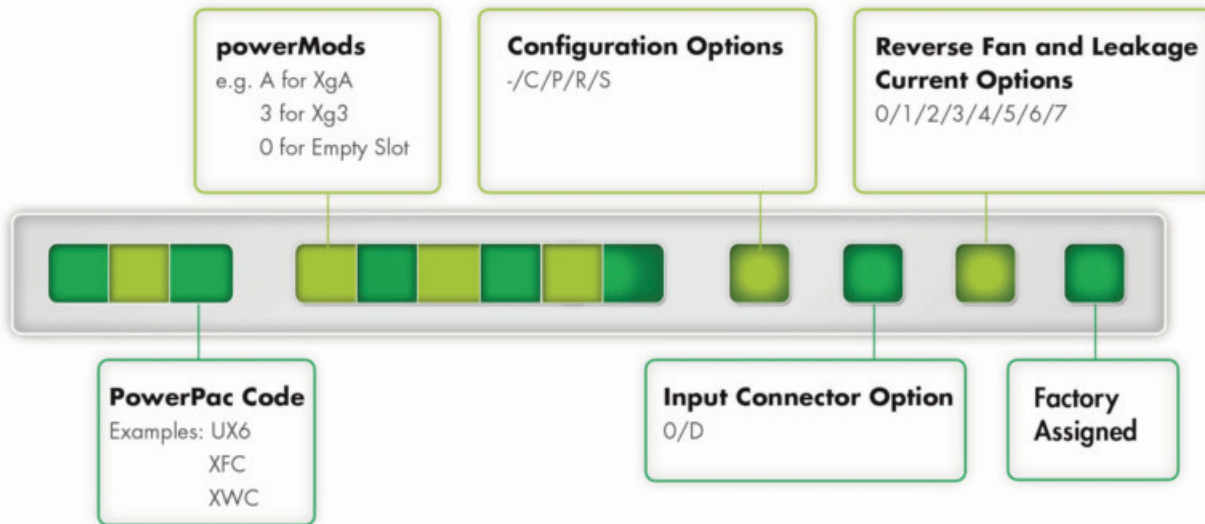 powerMods
e.g. A for XgA
3 for Xg3
0 for Empty Slot
Configuration Options
-/C/P/R/S
Reverse Fan and Leakage
Current Options
0/1/2/3/4/5/6/7
PowerPac Code
Examples: UX6
XFC
XWC
Input Connector Option
0/D
Factory
Assigned